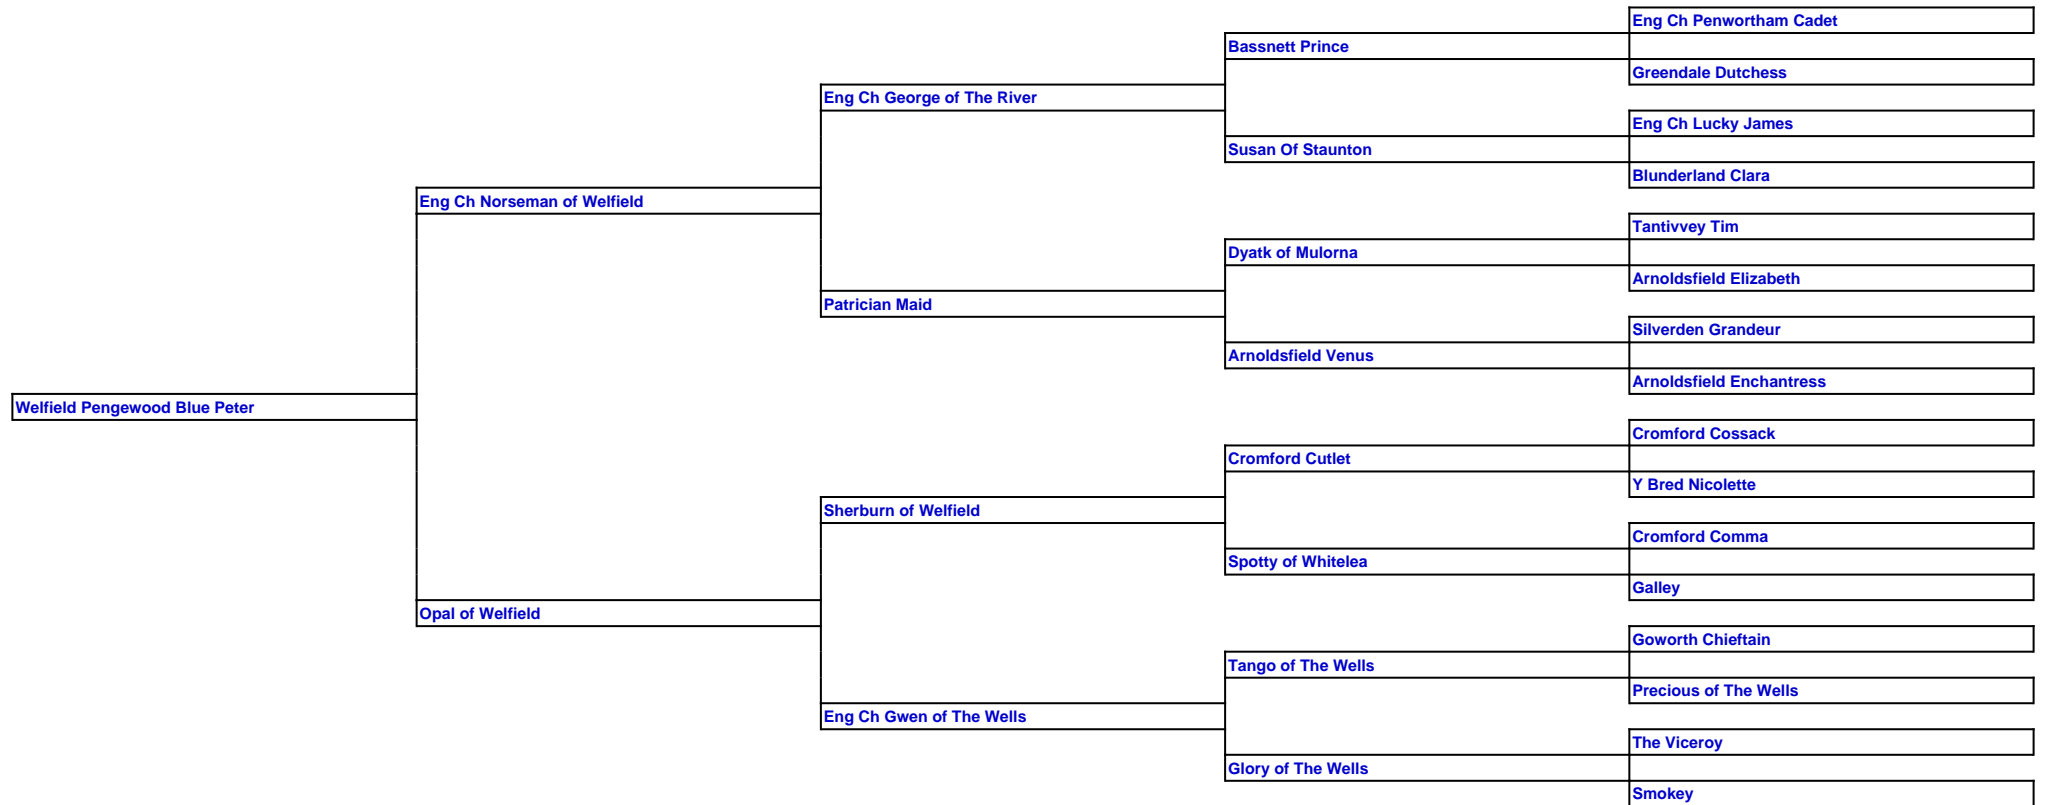 Eng Ch Penwortham Cadet
Bassnett Prince
Greendale Dutchess
Eng Ch George of The River
Eng Ch Lucky James
Susan Of Staunton
Blunderland Clara
Eng Ch Norseman of Welfield
Tantivvey Tim
Dyatk of Mulorna
Arnoldsfield Elizabeth
Patrician Maid
Silverden Grandeur
Arnoldsfield Venus
Arnoldsfield Enchantress
Welfield Pengewood Blue Peter
Cromford Cossack
Cromford Cutlet
Y Bred Nicolette
Sherburn of Welfield
Cromford Comma
Spotty of Whitelea
Galley
Opal of Welfield
Goworth Chieftain
Tango of The Wells
Precious of The Wells
Eng Ch Gwen of The Wells
The Viceroy
Glory of The Wells
Smokey